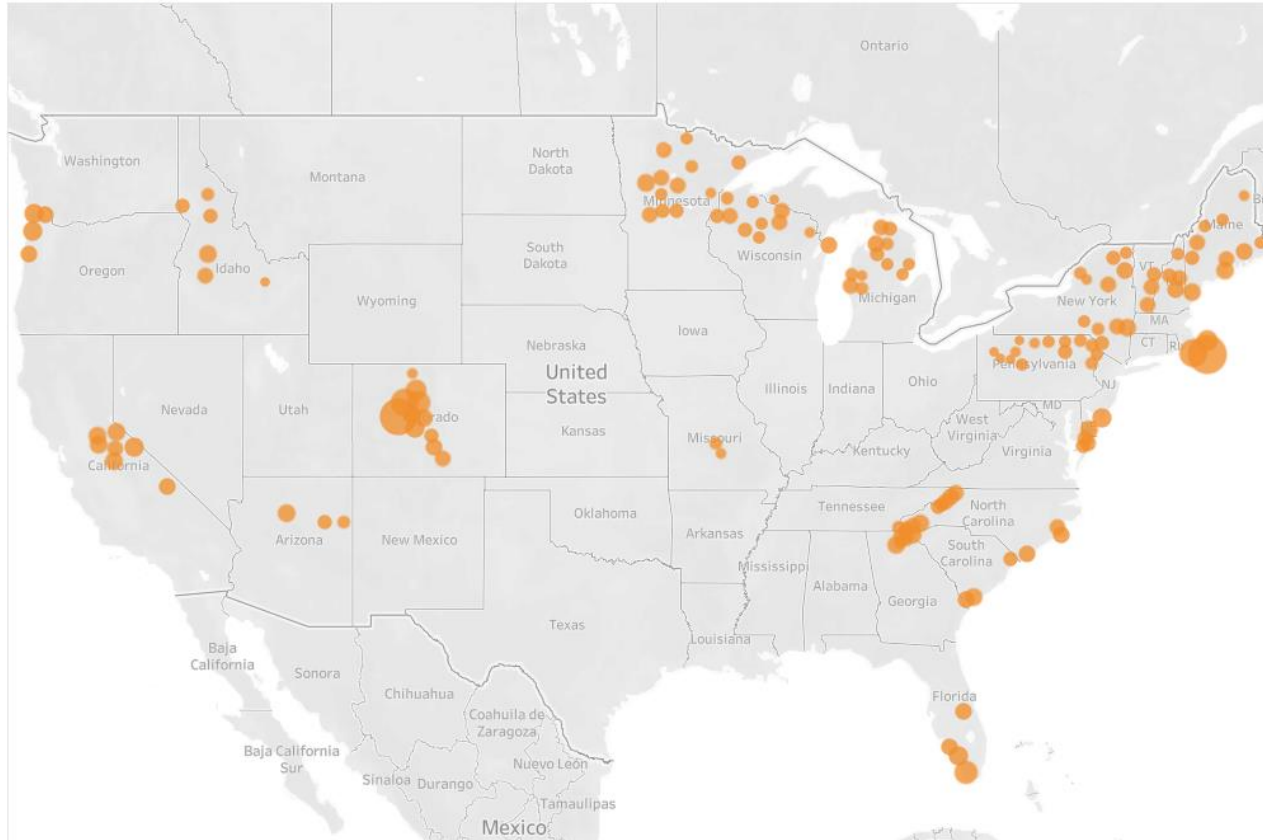 Ontario
Washington
Montana
North
Dakota
Minnesota
Maine
Oregon
Idaho
South
Dakota
Wisconsin
VT
Wyoming
Michigan
New York
MA
CT
RI
Iowa
Nebraska
Pennsylvania
United
States
Nevada
Utah
Illinois
Indiana
Ohio
NJ
MD
West
Virginia
Kansas
Missouri
California
Kentucky
Virginia
Tennessee
North
Carolina
Oklahoma
Arkansas
Arizona
New Mexico
South
Carolina
Mississippi
Alabama
Georgia
Texas
Louisiana
Baja
California
Sonora
Chihuahua
Florida
Coahuila de
Zaragoza
Baja California
Sur
Nuevo León
Sinaloa
Durango
Tamaulipas
Mexico